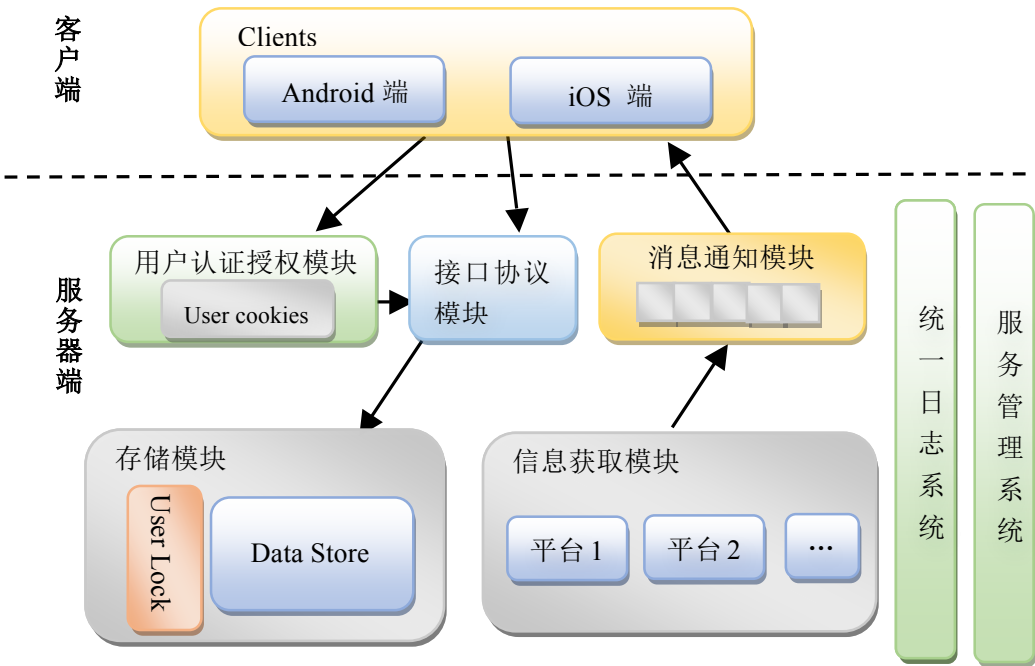 客户端
Clients
Android 端
iOS 端
服务器端
用户认证授权模块
User cookies
接口协议
模块
消息通知模块
统一日志系统
服务管理系统
存储模块
User Lock
Data Store
信息获取模块
平台 1
平台 2
...